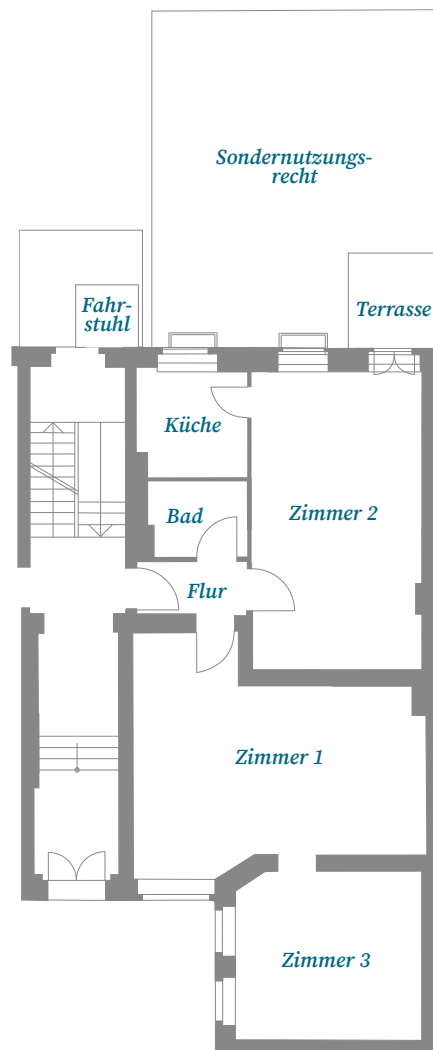 Sondernutzungs-
recht
Fahr-
stuhl
Terrasse
Küche
Bad
Zimmer 2
Flur
Zimmer 1
Zimmer 3